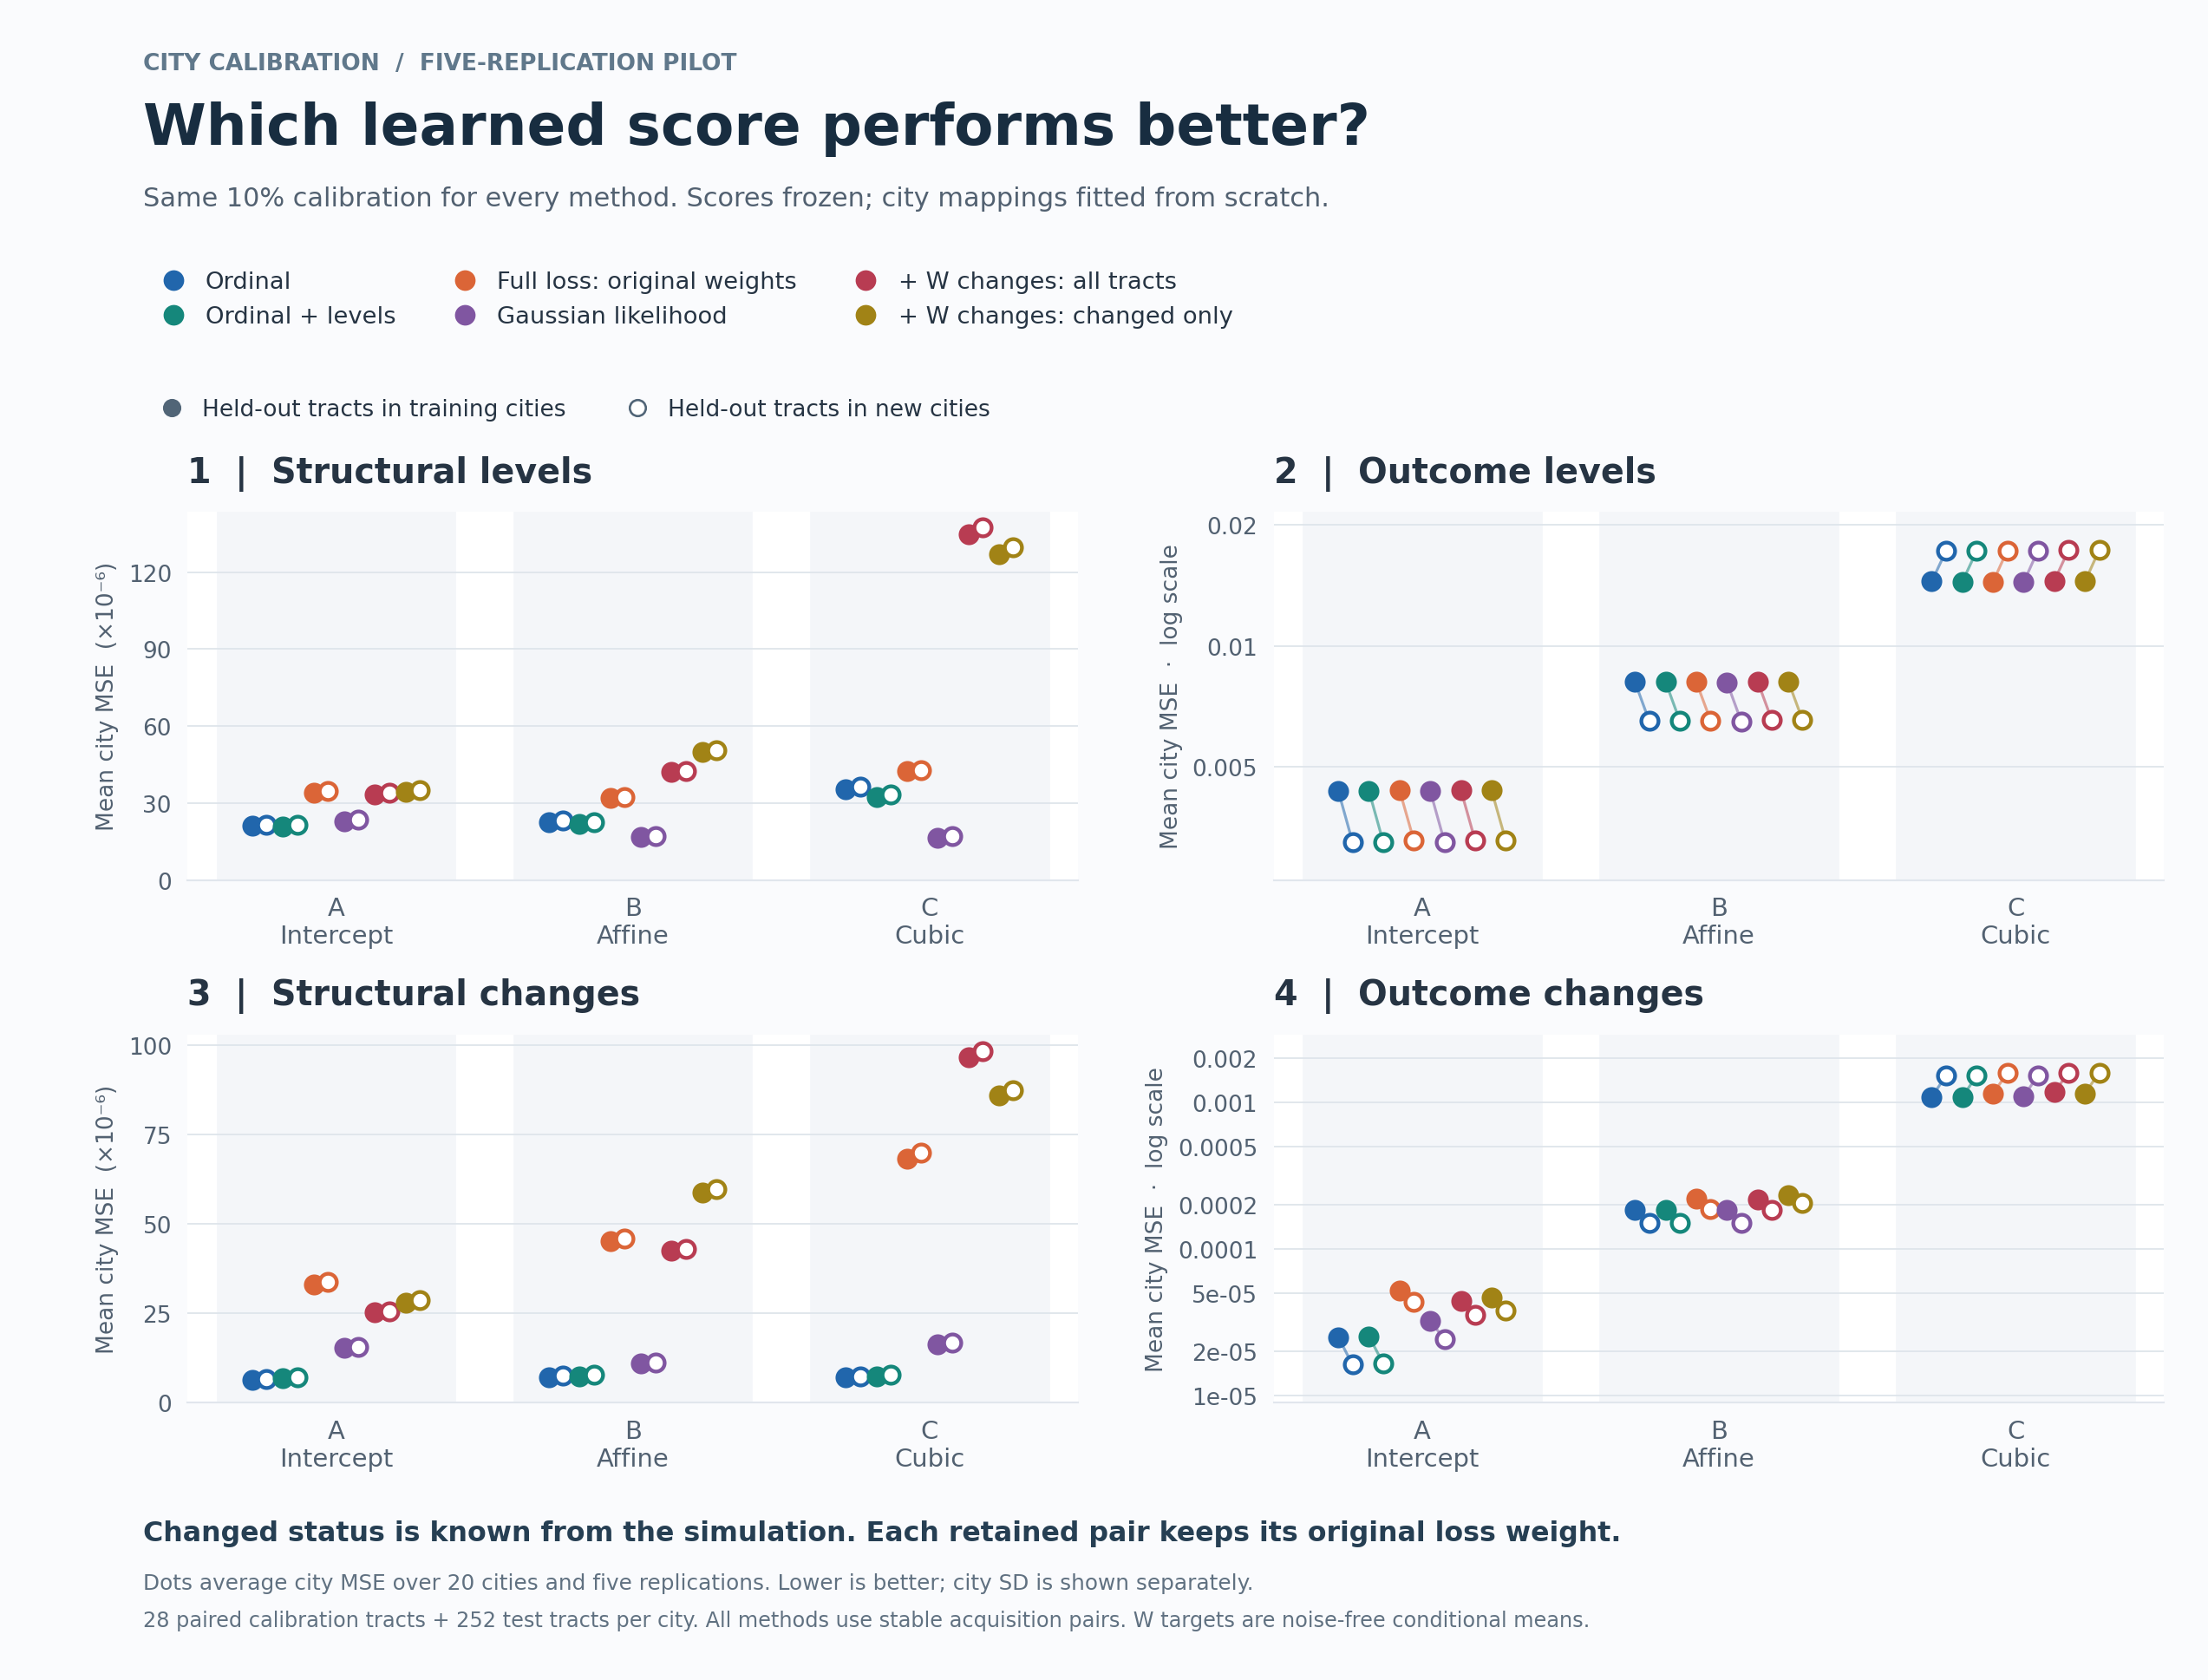 CITY CALIBRATION / FIVE-REPLICATION PILOT
Which learned score performs better?
Same 10% calibration for every method. Scores frozen; city mappings fitted from scratch.
Ordinal
Full loss: original weights
+ W changes: all tracts
Ordinal + levels
Gaussian likelihood
+ W changes: changed only
Held-out tracts in training cities
Held-out tracts in new cities
1 | Structural levels
Mean city MSE (×10⁻⁶)
120
90
60
30
0
A
Intercept
B
Affine
C
Cubic
2 | Outcome levels
Mean city MSE · log scale
0.02
0.01
0.005
A
Intercept
B
Affine
C
Cubic
3 | Structural changes
Mean city MSE (×10⁻⁶)
100
75
50
25
0
A
Intercept
B
Affine
C
Cubic
4 | Outcome changes
Mean city MSE · log scale
0.002
0.001
0.0005
0.0002
0.0001
5e-05
2e-05
1e-05
A
Intercept
B
Affine
C
Cubic
Changed status is known from the simulation. Each retained pair keeps its original loss weight.
Dots average city MSE over 20 cities and five replications. Lower is better; city SD is shown separately.
28 paired calibration tracts + 252 test tracts per city. All methods use stable acquisition pairs. W targets are noise-free conditional means.